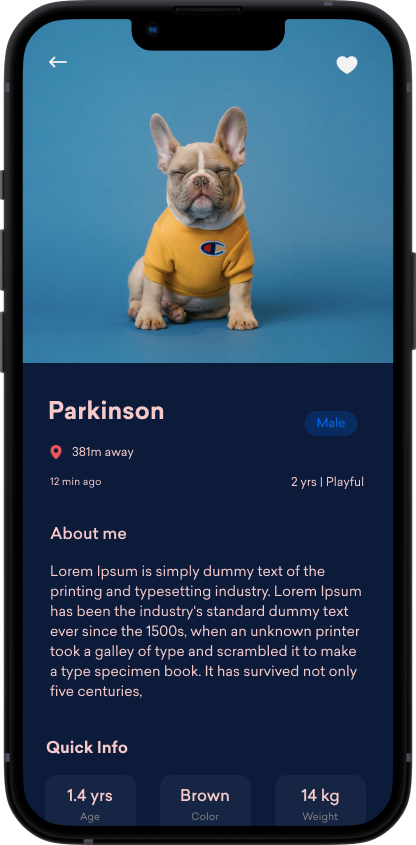 Parkinson
Male
381m away
12 min ago
2 yrs | Playful
About me
Lorem Ipsum is simply dummy text of the
printing and typesetting industry. Lorem Ipsum
has been the industry's standard dummy text
ever since the 1500s, when an unknown printer
took a galley of type and scrambled it to make
a type specimen book. It has survived not only
five centuries,
Quick Info
1.4 yrs
Brown
14 kg
Age
Color
Weight